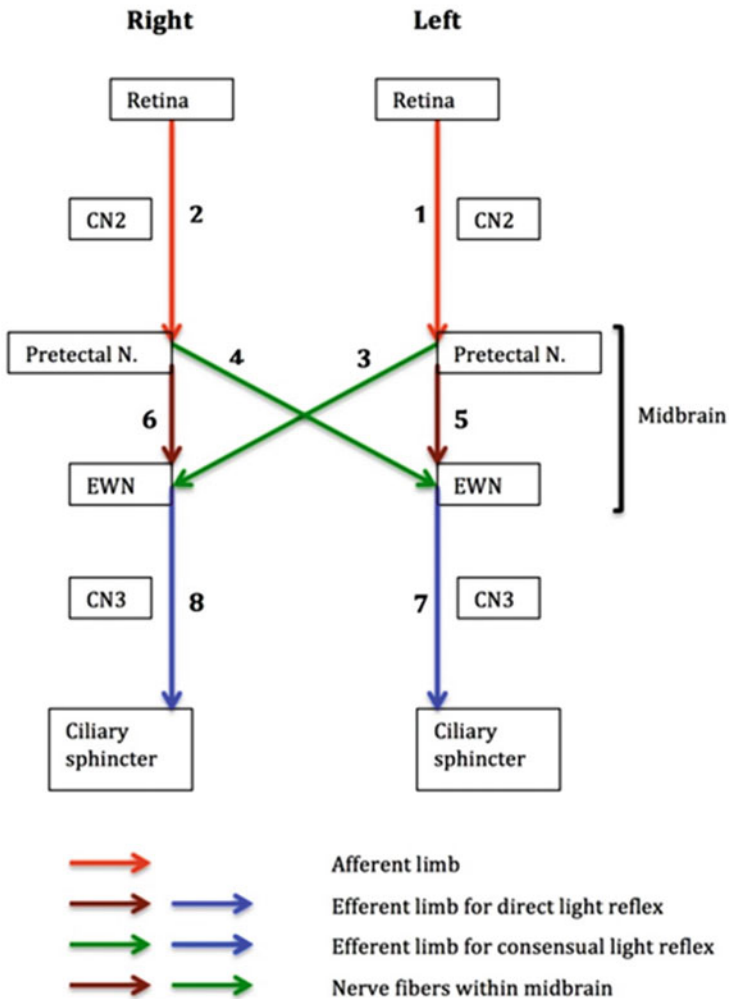 Right Left
Retina Retina
CN2 2 1 CN2
Pretectal N. 4 3 Pretectal N.
6 5 Midbrain
EWN EWN
CN3 8 7 CN3
Ciliary Ciliary
sphincter sphincter
Afferent limb
Efferent limb for direct light reflex
Efferent limb for consensual light reflex
Nerve fibers within midbrain